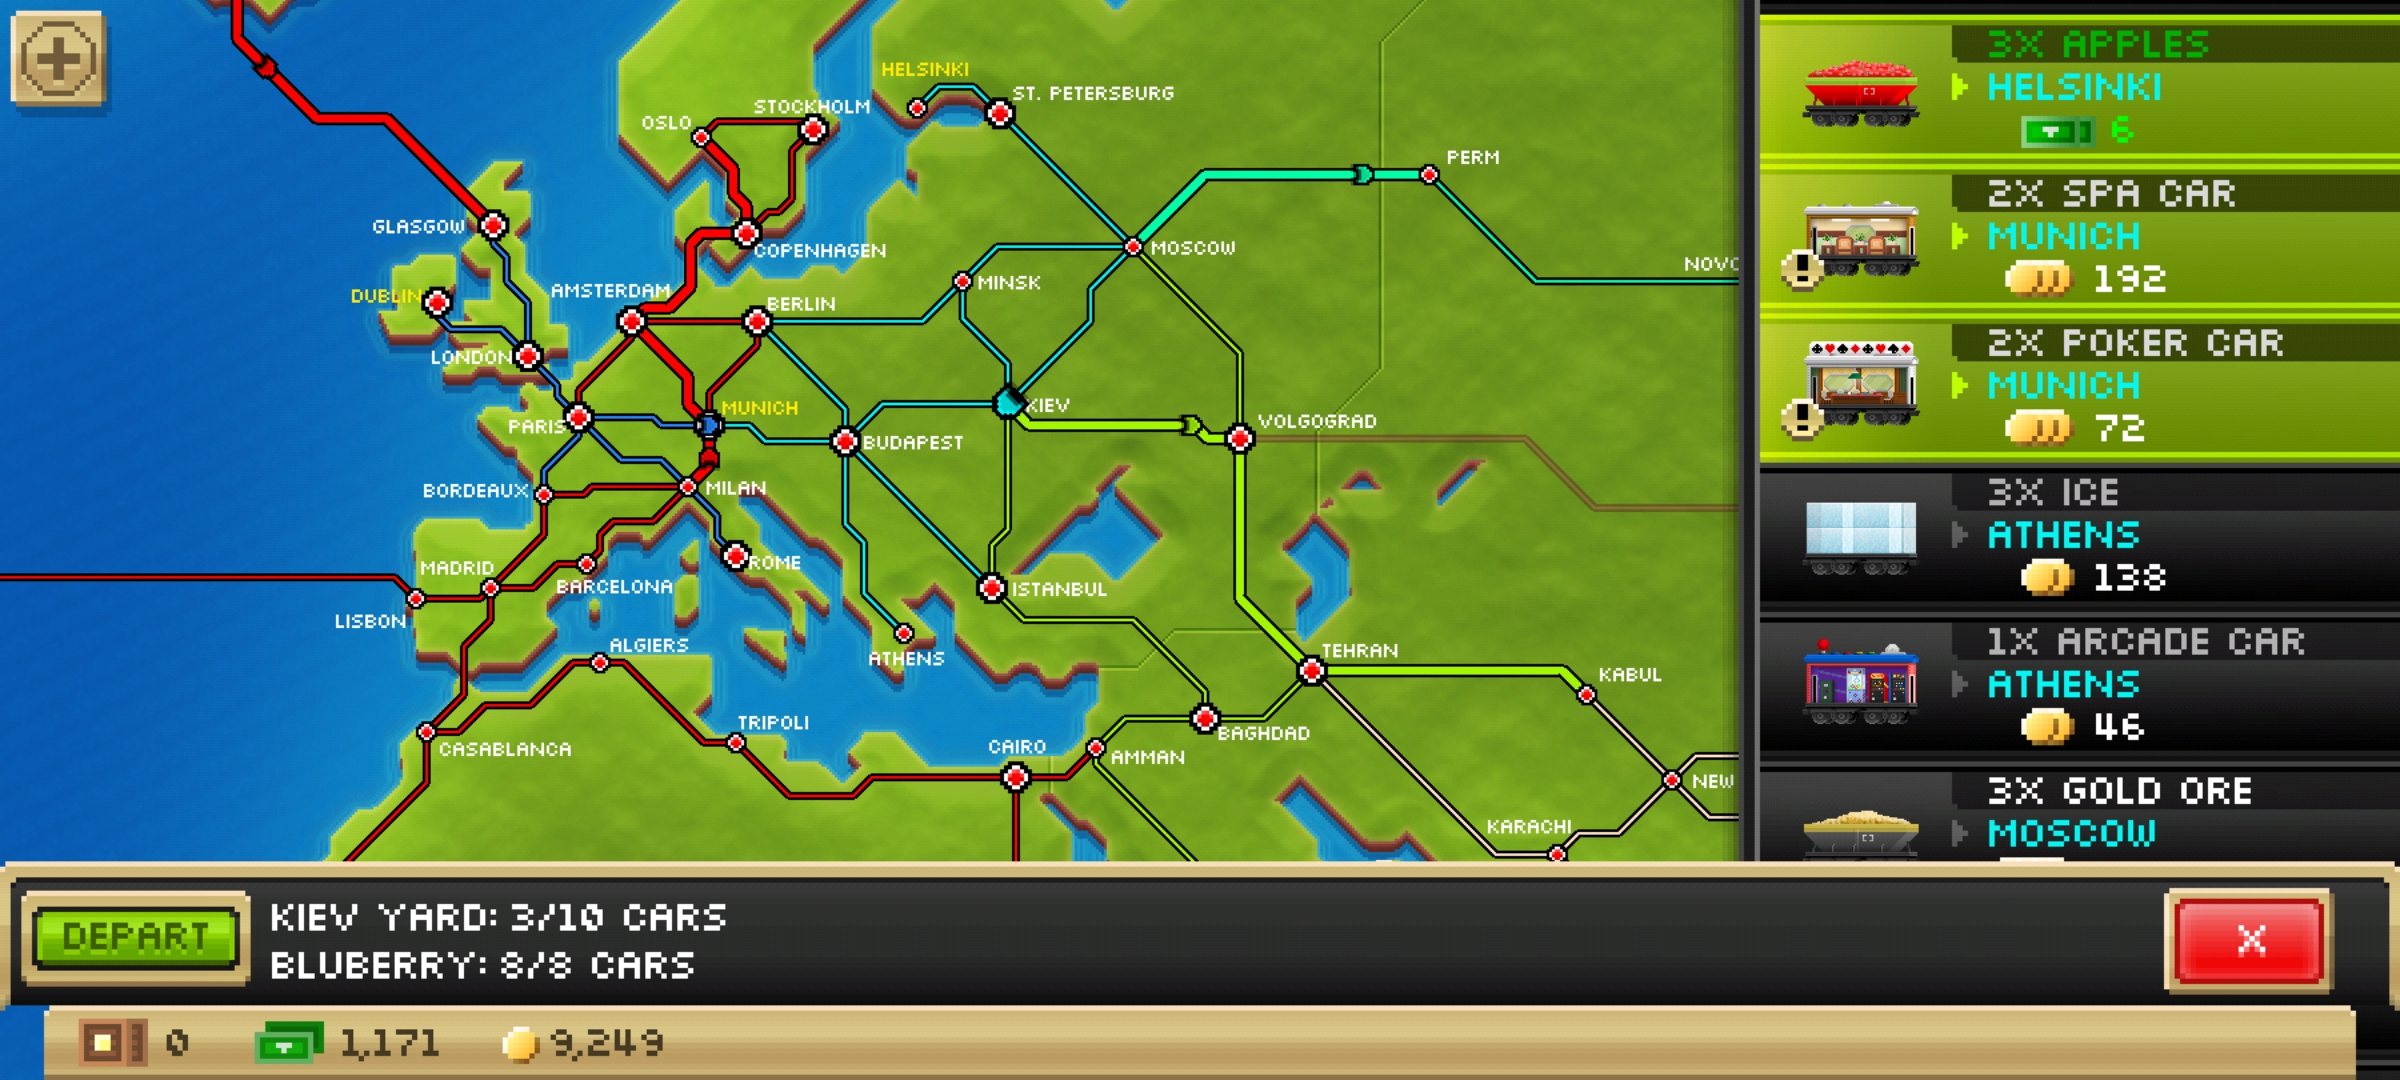 HELSINKI
ST. PETERSBURG
STOCKHOLM
OSLO
PERM
GLASGOW
COPENHAGEN
MOSCOW
NOVO
MINSK
AMSTERDAM
DUBLIN
BERLIN
LONDON
MUNICH
KIEV
VOLGOGRAD
PARIS
BUDAPEST
BORDEAUX
MILAN
MADRID
ROME
BARCELONA
ISTANBUL
LISBON
ALGIERS
ATHENS
TEHRAN
KABUL
TRIPOLI
CASABLANCA
CAIRO
BAGHDAD
AMMAN
NEW
KARACHI
3X APPLES
HELSINKI
6
2X SPA CAR
MUNICH
192
2X POKER CAR
MUNICH
72
3X ICE
ATHENS
138
1X ARCADE CAR
ATHENS
46
3X GOLD ORE
MOSCOW
DEPART
KIEV YARD: 3/10 CARS
BLUBERRY: 8/8 CARS
X
0
1,171
9,249